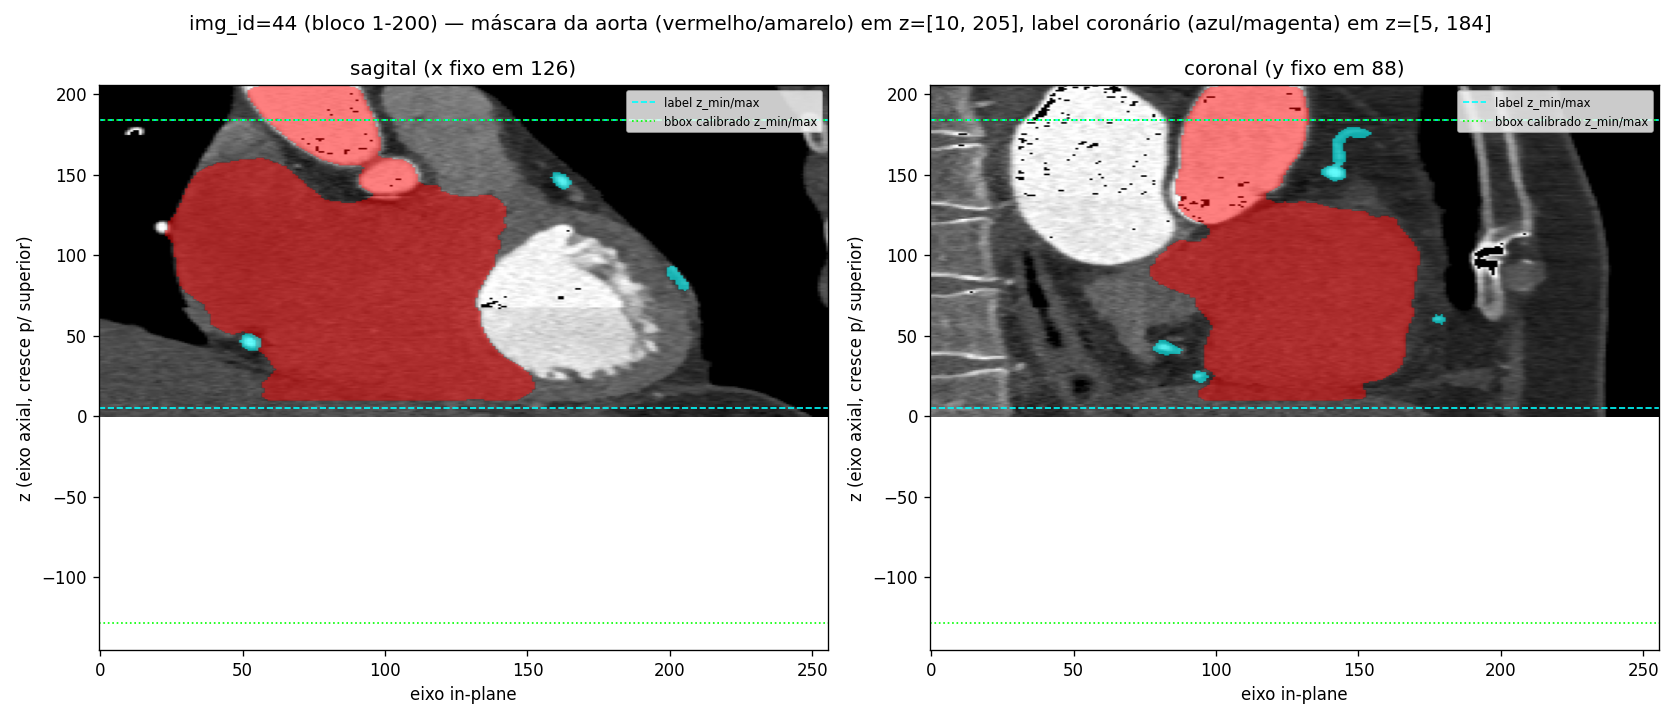 img_id=44 (bloco 1-200) — máscara da aorta (vermelho/amarelo) em z=[10, 205], label coronário (azul/magenta) em z=[5, 184]
sagital (x fixo em 126)
z (eixo axial, cresce p/ superior)
200
150
100
50
0
−50
−100
0
50
100
150
200
250
eixo in-plane
label z_min/max
bbox calibrado z_min/max
coronal (y fixo em 88)
z (eixo axial, cresce p/ superior)
200
150
100
50
0
−50
−100
0
50
100
150
200
250
eixo in-plane
label z_min/max
bbox calibrado z_min/max